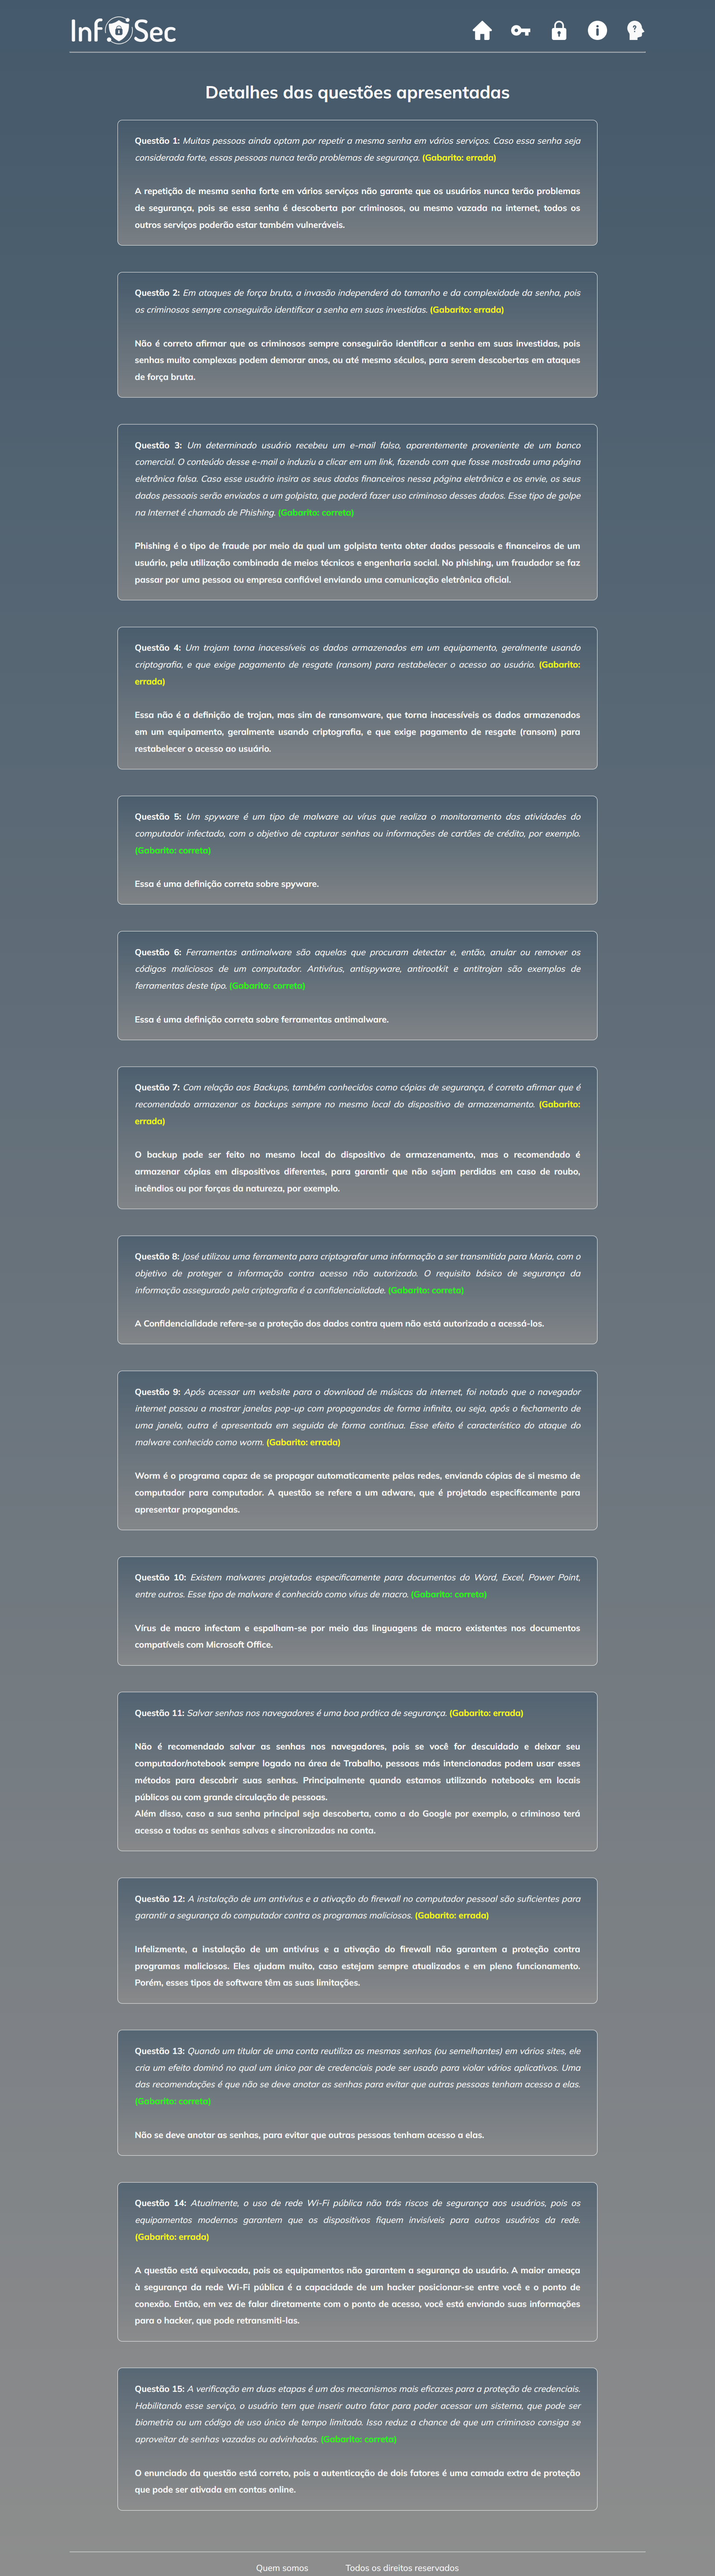 InfoSec
Detalhes das questões apresentadas
Questão 1: Muitas pessoas ainda optam por repetir a mesma senha em vários serviços. Caso essa senha seja
considerada forte, essas pessoas nunca terão problemas de segurança. (Gabarito: errada)
A repetição de mesma senha forte em vários serviços não garante que os usuários nunca terão problemas
de segurança, pois se essa senha é descoberta por criminosos, ou mesmo vazada na internet, todos os
outros serviços poderão estar também vulneráveis.
Questão 2: Em ataques de força bruta, a invasão independerá do tamanho e da complexidade da senha, pois
os criminosos sempre conseguirão identificar a senha em suas investidas. (Gabarito: errada)
Não é correto afirmar que os criminosos sempre conseguirão identificar a senha em suas investidas, pois
senhas muito complexas podem demorar anos, ou até mesmo séculos, para serem descobertas em ataques
de força bruta.
Questão 3: Um determinado usuário recebeu um e-mail falso, aparentemente proveniente de um banco
comercial. O conteúdo desse e-mail o induziu a clicar em um link, fazendo com que fosse mostrada uma página
eletrônica falsa. Caso esse usuário insira os seus dados financeiros nessa página eletrônica e os envie, os seus
dados pessoais serão enviados a um golpista, que poderá fazer uso criminoso desses dados. Esse tipo de golpe
na Internet é chamado de Phishing. (Gabarito: correta)
Phishing é o tipo de fraude por meio da qual um golpista tenta obter dados pessoais e financeiros de um
usuário, pela utilização combinada de meios técnicos e engenharia social. No phishing, um fraudador se faz
passar por uma pessoa ou empresa confiável enviando uma comunicação eletrônica oficial.
Questão 4: Um trojam torna inacessíveis os dados armazenados em um equipamento, geralmente usando
criptografia, e que exige pagamento de resgate (ransom) para restabelecer o acesso ao usuário. (Gabarito:
errada)
Essa não é a definição de trojan, mas sim de ransomware, que torna inacessíveis os dados armazenados
em um equipamento, geralmente usando criptografia, e que exige pagamento de resgate (ransom) para
restabelecer o acesso ao usuário.
Questão 5: Um spyware é um tipo de malware ou vírus que realiza o monitoramento das atividades do
computador infectado, com o objetivo de capturar senhas ou informações de cartões de crédito, por exemplo.
(Gabarito: correta)
Essa é uma definição correta sobre spyware.
Questão 6: Ferramentas antimalware são aquelas que procuram detectar e, então, anular ou remover os
códigos maliciosos de um computador. Antivírus, antispyware, antirootkit e antitrojan são exemplos de
ferramentas deste tipo. (Gabarito: correta)
Essa é uma definição correta sobre ferramentas antimalware.
Questão 7: Com relação aos Backups, também conhecidos como cópias de segurança, é correto afirmar que é
recomendado armazenar os backups sempre no mesmo local do dispositivo de armazenamento. (Gabarito:
errada)
O backup pode ser feito no mesmo local do dispositivo de armazenamento, mas o recomendado é
armazenar cópias em dispositivos diferentes, para garantir que não sejam perdidas em caso de roubo,
incêndios ou por forças da natureza, por exemplo.
Questão 8: José utilizou uma ferramenta para criptografar uma informação a ser transmitida para Maria, com o
objetivo de proteger a informação contra acesso não autorizado. O requisito básico de segurança da
informação assegurado pela criptografia é a confidencialidade. (Gabarito: correta)
A Confidencialidade refere-se a proteção dos dados contra quem não está autorizado a acessá-los.
Questão 9: Após acessar um website para o download de músicas da internet, foi notado que o navegador
internet passou a mostrar janelas pop-up com propagandas de forma infinita, ou seja, após o fechamento de
uma janela, outra é apresentada em seguida de forma contínua. Esse efeito é característico do ataque do
malware conhecido como worm. (Gabarito: errada)
Worm é o programa capaz de se propagar automaticamente pelas redes, enviando cópias de si mesmo de
computador para computador. A questão se refere a um adware, que é projetado especificamente para
apresentar propagandas.
Questão 10: Existem malwares projetados especificamente para documentos do Word, Excel, Power Point,
entre outros. Esse tipo de malware é conhecido como vírus de macro. (Gabarito: correta)
Vírus de macro infectam e espalham-se por meio das linguagens de macro existentes nos documentos
compatíveis com Microsoft Office.
Questão 11: Salvar senhas nos navegadores é uma boa prática de segurança. (Gabarito: errada)
Não é recomendado salvar as senhas nos navegadores, pois se você for descuidado e deixar seu
computador/notebook sempre logado na área de Trabalho, pessoas más intencionadas podem usar esses
métodos para descobrir suas senhas. Principalmente quando estamos utilizando notebooks em locais
públicos ou com grande circulação de pessoas.
Além disso, caso a sua senha principal seja descoberta, como a do Google por exemplo, o criminoso terá
acesso a todas as senhas salvas e sincronizadas na conta.
Questão 12: A instalação de um antivírus e a ativação do firewall no computador pessoal são suficientes para
garantir a segurança do computador contra os programas maliciosos. (Gabarito: errada)
Infelizmente, a instalação de um antivírus e a ativação do firewall não garantem a proteção contra
programas maliciosos. Eles ajudam muito, caso estejam sempre atualizados e em pleno funcionamento.
Porém, esses tipos de software têm as suas limitações.
Questão 13: Quando um titular de uma conta reutiliza as mesmas senhas (ou semelhantes) em vários sites, ele
cria um efeito dominó no qual um único par de credenciais pode ser usado para violar vários aplicativos. Uma
das recomendações é que não se deve anotar as senhas para evitar que outras pessoas tenham acesso a elas.
(Gabarito: correta)
Não se deve anotar as senhas, para evitar que outras pessoas tenham acesso a elas.
Questão 14: Atualmente, o uso de rede Wi-Fi pública não trás riscos de segurança aos usuários, pois os
equipamentos modernos garantem que os dispositivos fiquem invisíveis para outros usuários da rede.
(Gabarito: errada)
A questão está equivocada, pois os equipamentos não garantem a segurança do usuário. A maior ameaça
à segurança da rede Wi-Fi pública é a capacidade de um hacker posicionar-se entre você e o ponto de
conexão. Então, em vez de falar diretamente com o ponto de acesso, você está enviando suas informações
para o hacker, que pode retransmiti-las.
Questão 15: A verificação em duas etapas é um dos mecanismos mais eficazes para a proteção de credenciais.
Habilitando esse serviço, o usuário tem que inserir outro fator para poder acessar um sistema, que pode ser
biometria ou um código de uso único de tempo limitado. Isso reduz a chance de que um criminoso consiga se
aproveitar de senhas vazadas ou advinhadas. (Gabarito: correto)
O enunciado da questão está correto, pois a autenticação de dois fatores é uma camada extra de proteção
que pode ser ativada em contas online.
Quem somos
Todos os direitos reservados